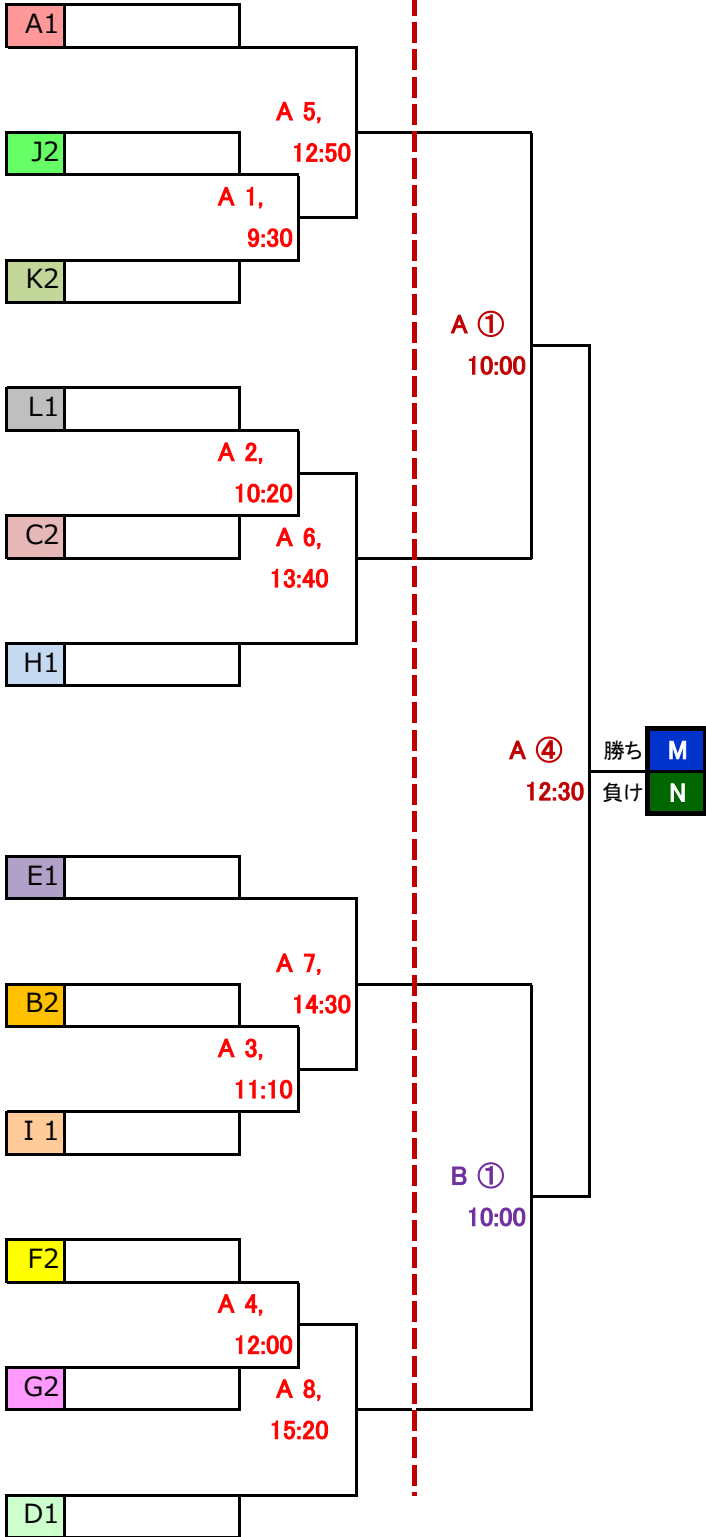 A1
A 5,
J2
12:50
A 1,
9:30
K2
A ①
10:00
L1
A 2,
10:20
C2
A 6,
13:40
H1
A ④
勝ち M
12:30
負け N
E1
A 7,
B2
14:30
A 3,
11:10
I 1
B ①
10:00
F2
A 4,
12:00
G2
A 8,
15:20
D1